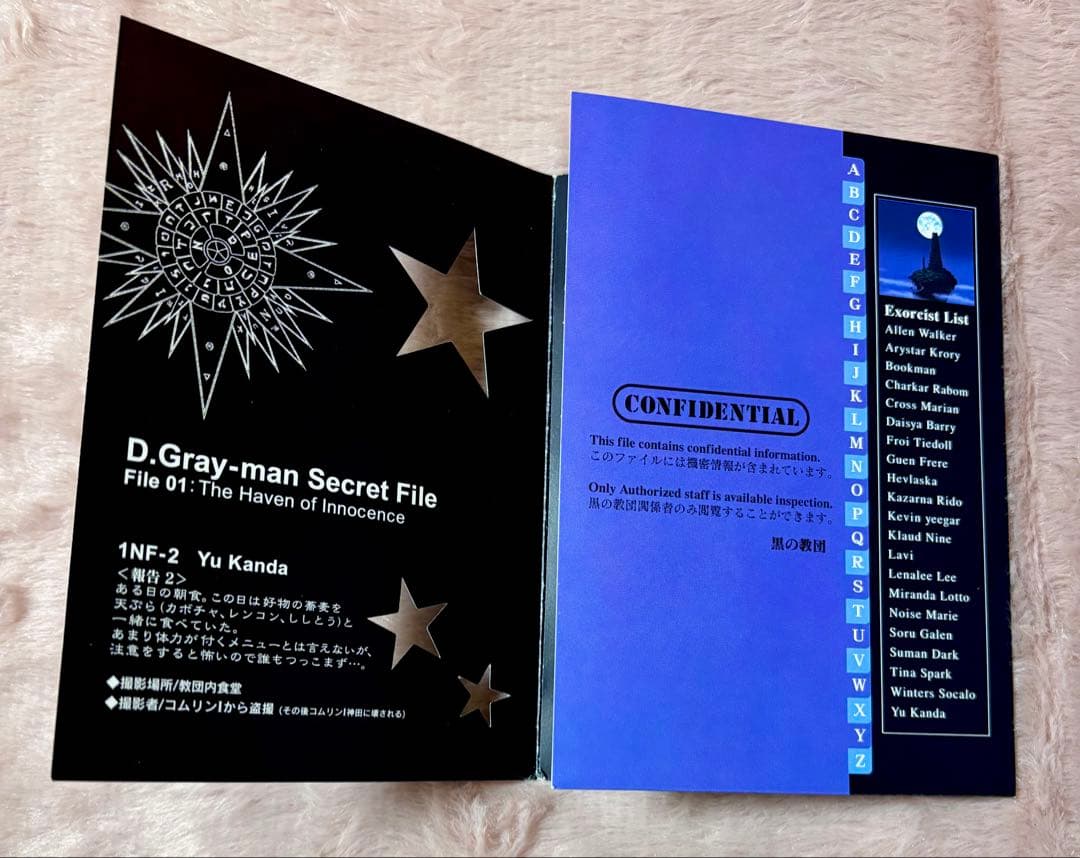 D.Gray-man Secret File
File 01:The Haven of Innocence
1NF-2 Yu Kanda
<報告2>
ある日の朝食。この日は好物の蕎麦を
天ぷら(カボチャ、レンコン、ししとう)と
一緒に食べていた。
あまり体力が付くメニューとは言えないが、
注意をすると怖いので誰もつっこまず…。
◆撮影場所/教団内食堂
◆撮影者/コムリンIから盗撮(その後コムリンI神田に壊される)
CONFIDENTIAL
This file contains confidential information.
このファイルには機密情報が含まれています。
Only Authorized staff is available inspection.
黒の教団関係者のみ閲覧することができます。
黒の教団
A
B
C
D
E
F
G
H
I
J
K
L
M
N
O
P
Q
R
S
T
U
V
W
X
Y
Z
Exorcist List
Allen Walker
Arystar Krory
Bookman
Charkar Rabom
Cross Marian
Daisya Barry
Froi Tiedoll
Guen Frere
Hevlaska
Kazarna Rido
Kevin yeegar
Klaud Nine
Lavi
Lenalee Lee
Miranda Lotto
Noise Marie
Soru Galen
Suman Dark
Tina Spark
Winters Socalo
Yu Kanda